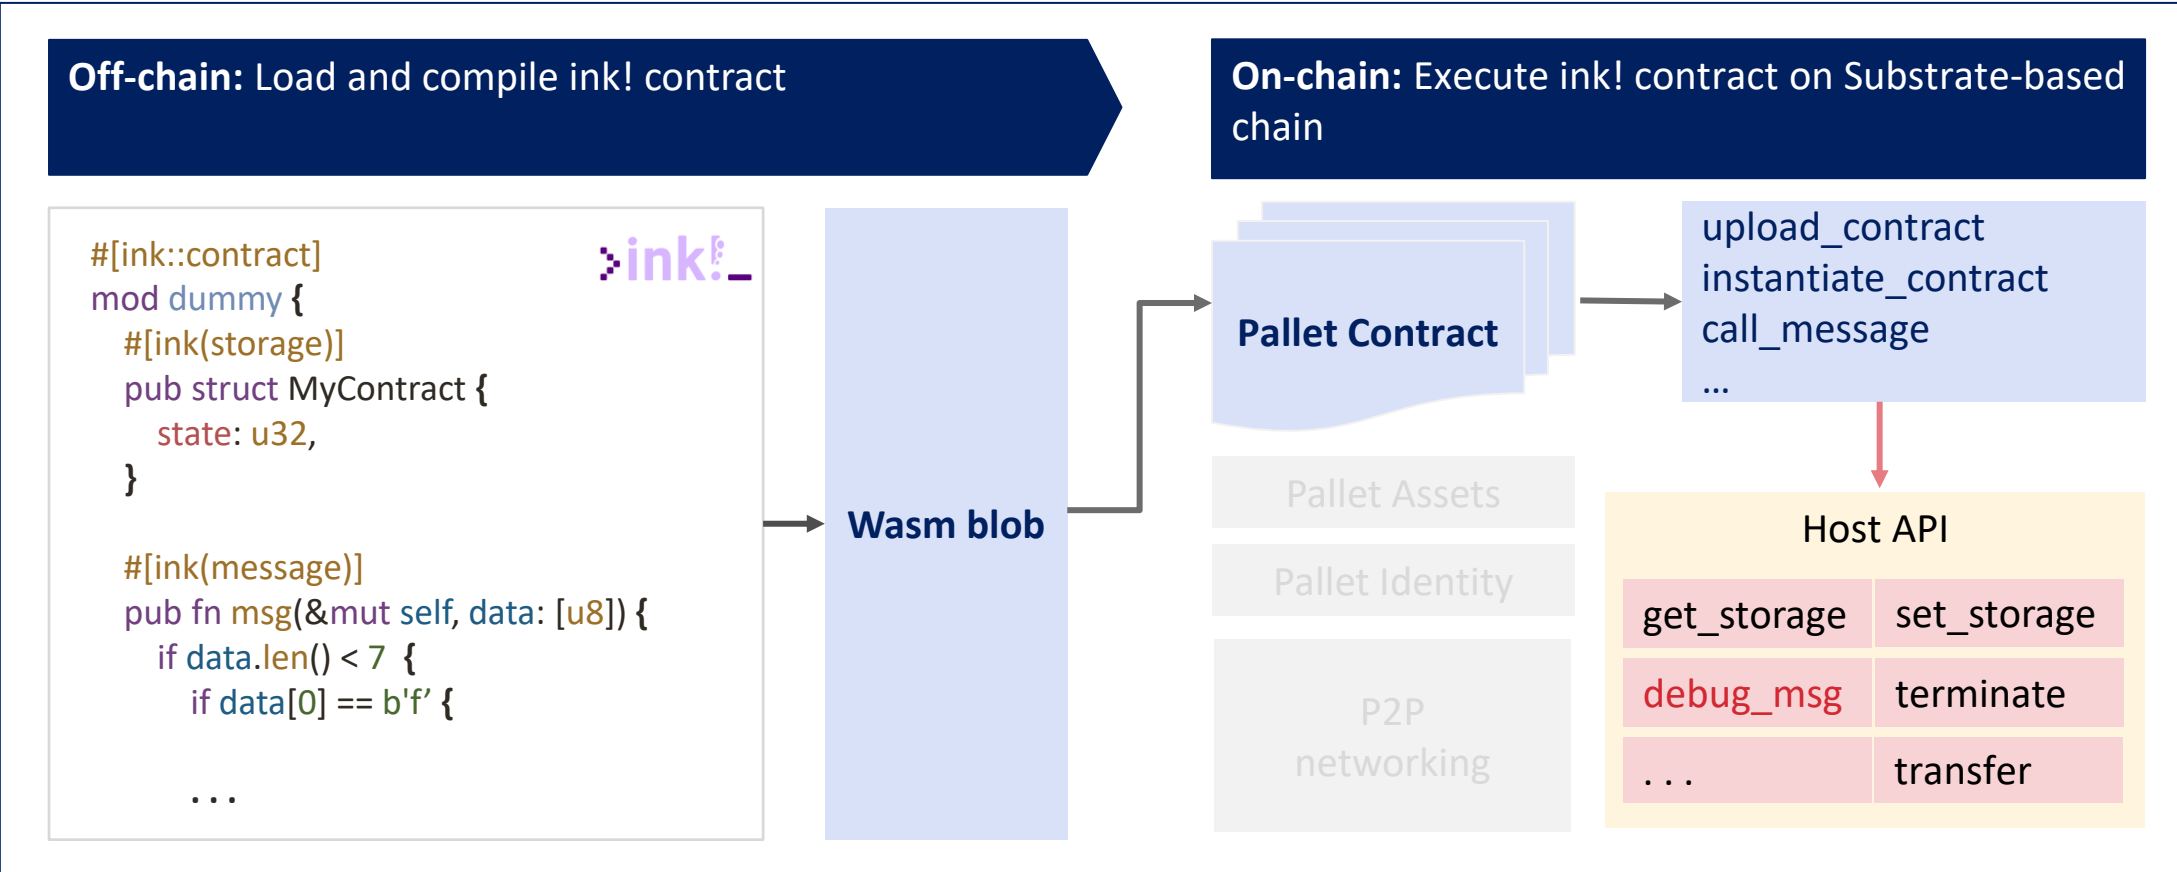 Off-chain: Load and compile ink! contract
On-chain: Execute ink! contract on Substrate-based
chain
#[ink::contract]
mod dummy {
#[ink(storage)]
pub struct MyContract {
state: u32,
}
#[ink(message)]
pub fn msg(&mut self, data: [u8]) {
if data.len() < 7 {
if data[0] == b'f’ {
. . .
>ink!_
Wasm blob
Pallet Contract
Pallet Assets
Pallet Identity
P2P
networking
upload_contract
instantiate_contract
call_message
...
Host API
get_storage
set_storage
debug_msg
terminate
. . .
transfer